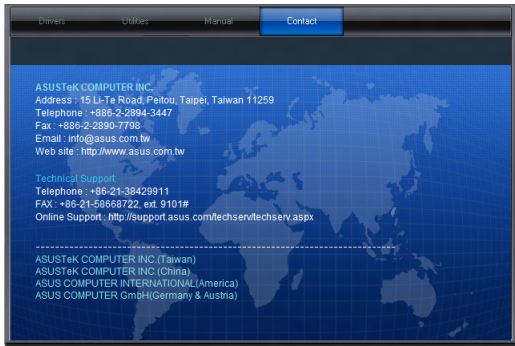 Drivers Utilities Manual Contact
ASUSTeK COMPUTER INC.
Address : 15 Li-Te Road, Peitou, Taipei, Taiwan 11259
Telephone : +886-2-2894-3447
Fax : +886-2-2890-7798
Email : info@asus.com.tw
Web site : http://www.asus.com.tw
Technical Support
Telephone : +86-21-38429911
FAX : +86-21-58668722, ext. 9101#
Online Support : http://support.asus.com/techserv/techserv.aspx
ASUSTeK COMPUTER INC.(Taiwan)
ASUSTeK COMPUTER INC.(China)
ASUS COMPUTER INTERNATIONAL(America)
ASUS COMPUTER GmbH(Germany & Austria)